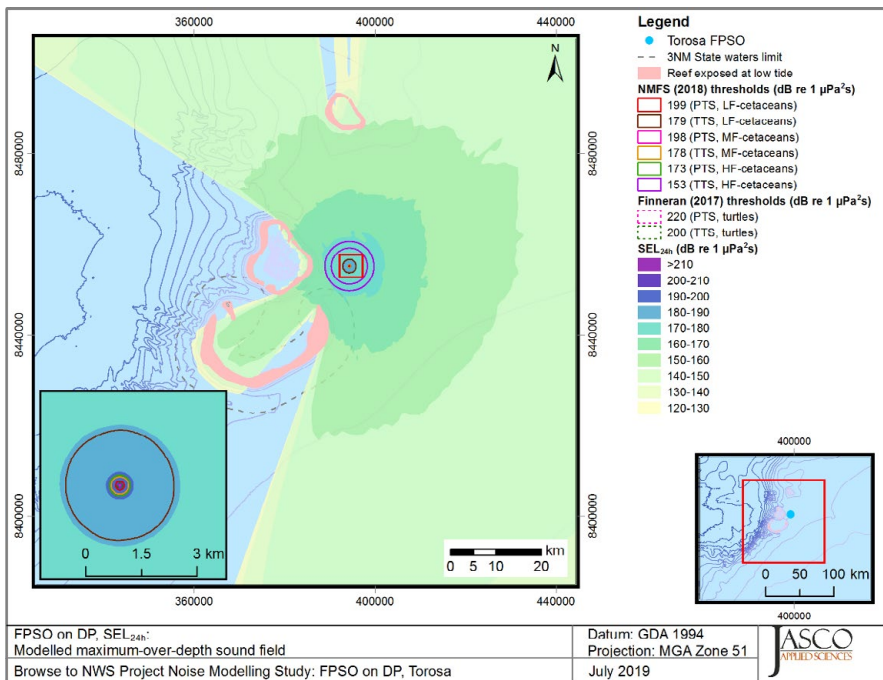 360000
400000
440000
8480000
8440000
8400000
N
0 1.5 3 km
km
0 5 10 20
360000
400000
440000
Legend
Torosa FPSO
3NM State waters limit
Reef exposed at low tide
NMFS (2018) thresholds (dB re 1 µPa²s)
199 (PTS, LF-cetaceans)
179 (TTS, LF-cetaceans)
198 (PTS, MF-cetaceans)
178 (TTS, MF-cetaceans)
173 (PTS, HF-cetaceans)
153 (TTS, HF-cetaceans)
Finneran (2017) thresholds (dB re 1 µPa²s)
220 (PTS, turtles)
200 (TTS, turtles)
SEL24h (dB re 1 µPa²s)
>210
200-210
190-200
180-190
170-180
160-170
150-160
140-150
130-140
120-130
400000
0 50 100 km
400000
FPSO on DP, SEL24h:
Modelled maximum-over-depth sound field
Browse to NWS Project Noise Modelling Study: FPSO on DP, Torosa
Datum: GDA 1994
Projection: MGA Zone 51
July 2019
JASCO
APPLIED SCIENCES